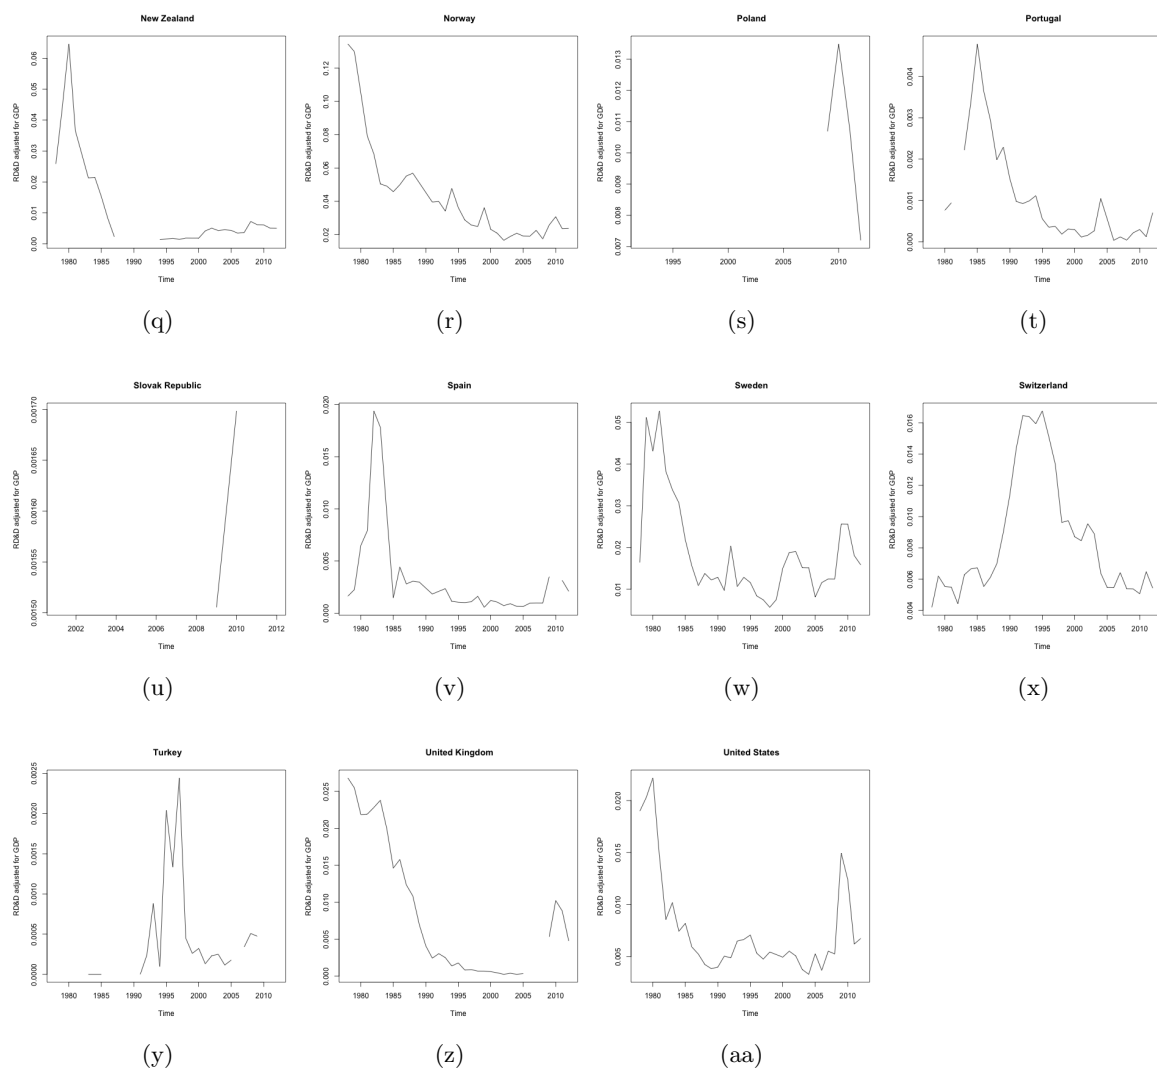 New Zealand
RD&D adjusted for GDP
0.00 0.01 0.02 0.03 0.04 0.05 0.06
1980 1985 1990 1995 2000 2005 2010
Time
(q)
Norway
RD&D adjusted for GDP
0.02 0.04 0.06 0.08 0.10 0.12
1980 1985 1990 1995 2000 2005 2010
Time
(r)
Poland
RD&D adjusted for GDP
0.007 0.008 0.009 0.010 0.011 0.012 0.013
1995 2000 2005 2010
Time
(s)
Portugal
RD&D adjusted for GDP
0.000 0.001 0.002 0.003 0.004
1980 1985 1990 1995 2000 2005 2010
Time
(t)
Slovak Republic
RD&D adjusted for GDP
0.00150 0.00155 0.00160 0.00165 0.00170
2002 2004 2006 2008 2010 2012
Time
(u)
Spain
RD&D adjusted for GDP
0.000 0.005 0.010 0.015 0.020
1980 1985 1990 1995 2000 2005 2010
Time
(v)
Sweden
RD&D adjusted for GDP
0.01 0.02 0.03 0.04 0.05
1980 1985 1990 1995 2000 2005 2010
Time
(w)
Switzerland
RD&D adjusted for GDP
0.004 0.006 0.008 0.010 0.012 0.014 0.016
1980 1985 1990 1995 2000 2005 2010
Time
(x)
Turkey
RD&D adjusted for GDP
0.0000 0.0005 0.0010 0.0015 0.0020 0.0025
1980 1985 1990 1995 2000 2005 2010
Time
(y)
United Kingdom
RD&D adjusted for GDP
0.000 0.005 0.010 0.015 0.020 0.025
1980 1985 1990 1995 2000 2005 2010
Time
(z)
United States
RD&D adjusted for GDP
0.005 0.010 0.015 0.020
1980 1985 1990 1995 2000 2005 2010
Time
(aa)